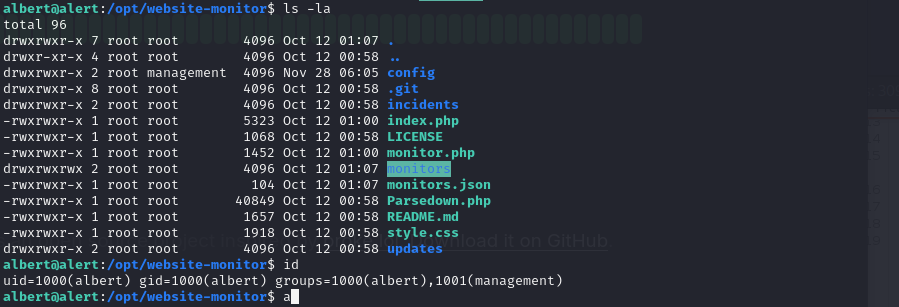 albert@alert:/opt/website-monitor$ ls -la
total 96
drwxrwxr-x 7 root root        4096 Oct 12 01:07 .
drwxr-xr-x 4 root root        4096 Oct 12 00:58 ..
drwxrwxr-x 2 root management  4096 Nov 28 06:05 config
drwxrwxr-x 8 root root        4096 Oct 12 00:58 .git
drwxrwxr-x 2 root root        4096 Oct 12 00:58 incidents
-rwxrwxr-x 1 root root        5323 Oct 12 01:00 index.php
-rwxrwxr-x 1 root root        1068 Oct 12 00:58 LICENSE
-rwxrwxr-x 1 root root        1452 Oct 12 01:00 monitor.php
drwxrwxrwx 2 root root        4096 Oct 12 01:07 monitors
-rwxrwxr-x 1 root root         104 Oct 12 01:07 monitors.json
-rwxrwxr-x 1 root root       40849 Oct 12 00:58 Parsedown.php
-rwxrwxr-x 1 root root        1657 Oct 12 00:58 README.md
-rwxrwxr-x 1 root root        1918 Oct 12 00:58 style.css
drwxrwxr-x 2 root root        4096 Oct 12 00:58 updates
albert@alert:/opt/website-monitor$ id
uid=1000(albert) gid=1000(albert) groups=1000(albert),1001(management)
albert@alert:/opt/website-monitor$ a